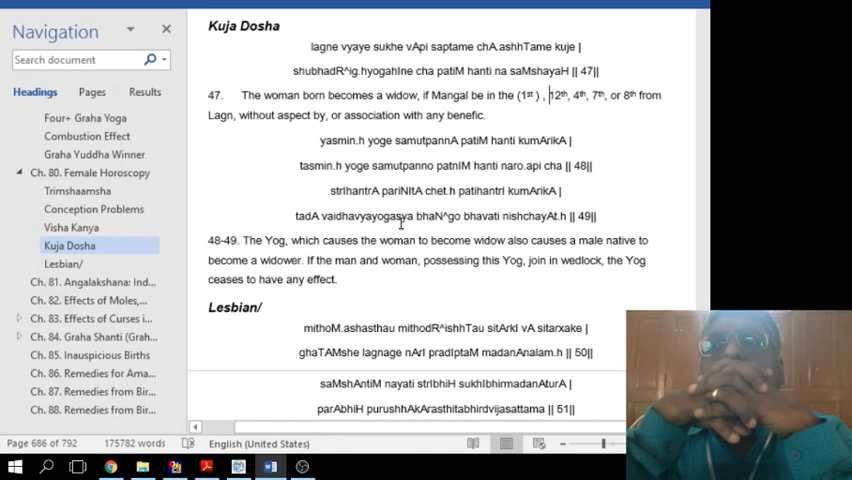 Navigation
Search document
Headings Pages Results
Four+ Graha Yoga
Combustion Effect
Graha Yuddha Winner
Ch. 80. Female Horoscopy
Trimshaamsha
Conception Problems
Visha Kanya
Kuja Dosha
Lesbian/
Ch. 81. Angalakshana: Ind...
Ch. 82. Effects of Moles,...
Ch. 83. Effects of Curses i...
Ch. 84. Graha Shanti (Grah...
Ch. 85. Inauspicious Births
Ch. 86. Remedies for Ama...
Ch. 87. Remedies from Bir...
Ch. 88. Remedies from Bir...
Kuja Dosha
lagne vyaye sukhe vApi saptame chA.ashhTame kuje |
shubhadR^ig.hyogahIne cha patiM hanti na saMshayaH || 47||
47. The woman born becomes a widow, if Mangal be in the (1st ) , 12th, 4th, 7th, or 8th from
Lagn, without aspect by, or association with any benefic.
yasmin.h yoge samutpannA patiM hanti kumArikA |
tasmin.h yoge samutpanno patnIM hanti naro.api cha || 48||
strIhantrA pariNItA chet.h patihantrI kumArikA |
tadA vaidhavyayogasya bhaN^go bhavati nishchayAt.h || 49||
48-49. The Yog, which causes the woman to become widow also causes a male native to
become a widower. If the man and woman, possessing this Yog, join in wedlock, the Yog
ceases to have any effect.
Lesbian/
mithoM.ashasthau mithodR^ishhTau sitArkI vA sitarxake |
ghaTAMshe lagnage nArI pradIptaM madanAnalam.h || 50||
saMshAntiM nayati strIbhiH sukhIbhirmadanAturA |
parAbhiH purushhAkArasthitabhirdvijasattama || 51||
Page 686 of 792 175782 words English (United States)